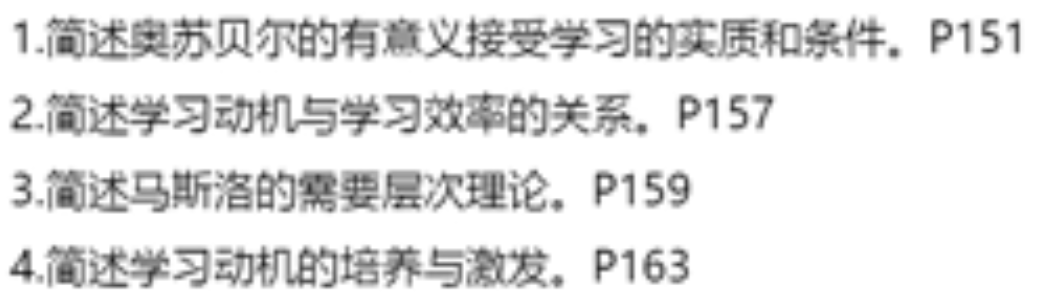 1.简述奥苏贝尔的有意义接受学习的实质和条件。P151
2.简述学习动机与学习效率的关系。P157
3.简述马斯洛的需要层次理论。P159
4.简述学习动机的培养与激发。P163